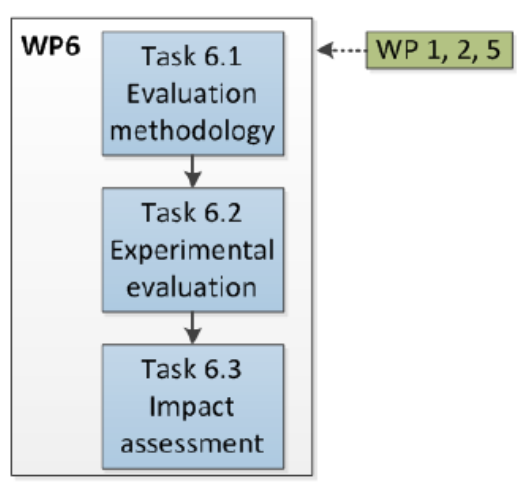 WP6
Task 6.1
Evaluation
methodology
WP 1, 2, 5
Task 6.2
Experimental
evaluation
Task 6.3
Impact
assessment